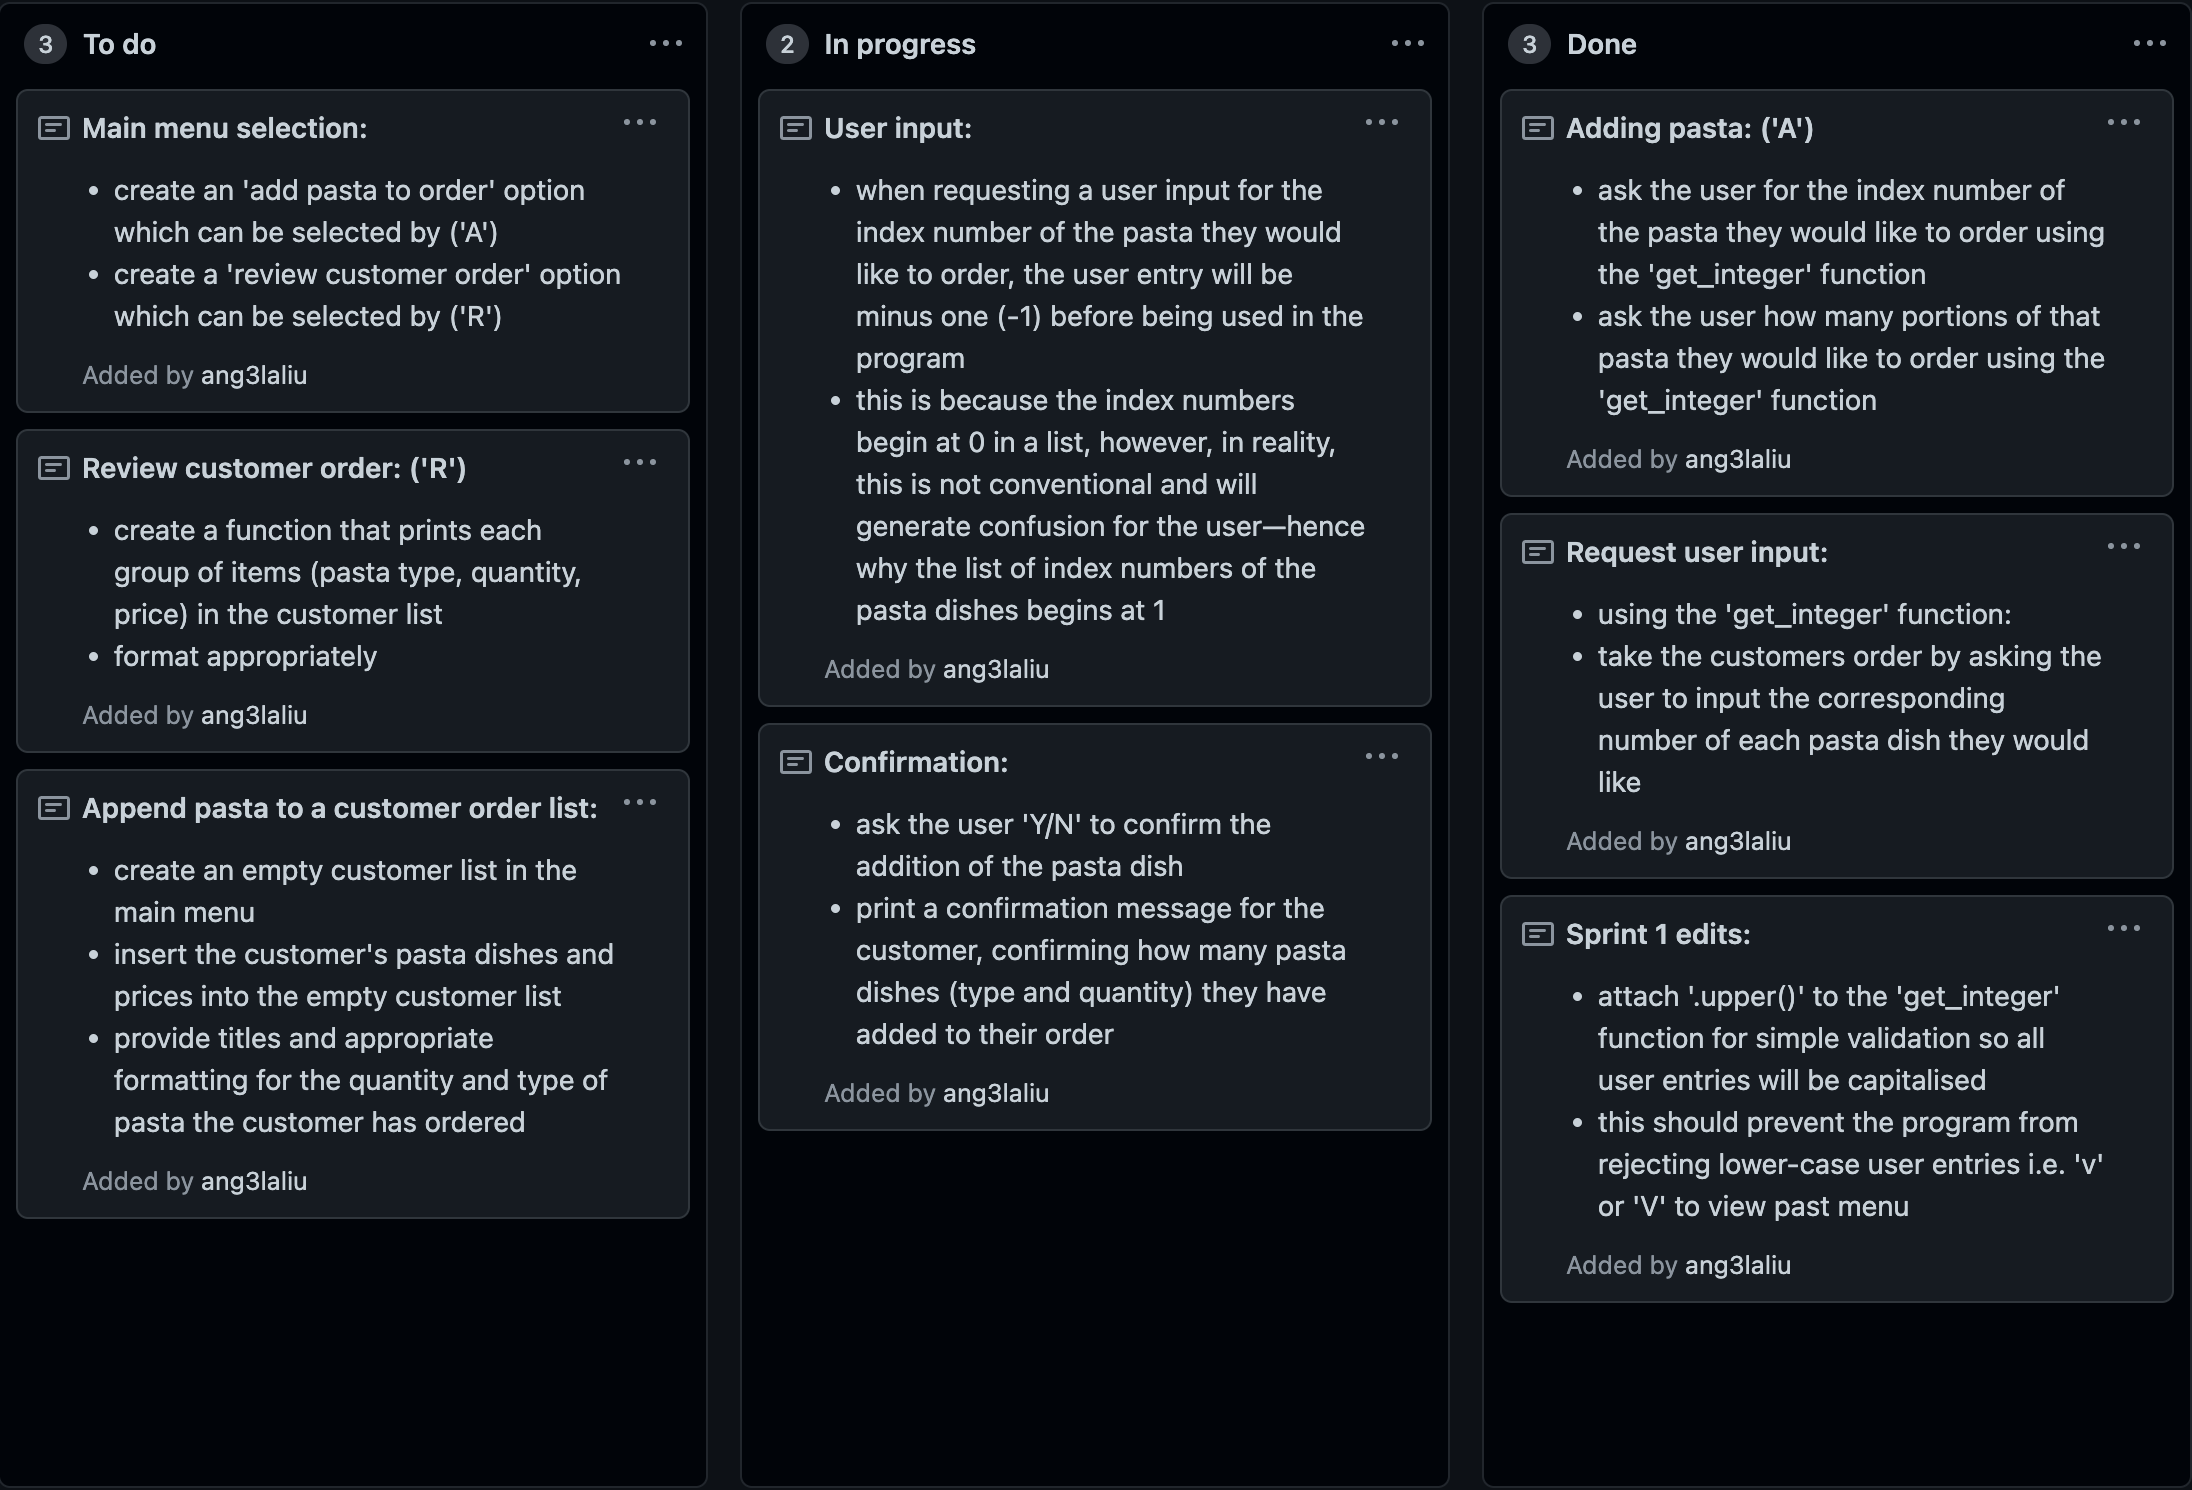 3 To do
Main menu selection:
• create an 'add pasta to order' option
which can be selected by ('A')
• create a 'review customer order' option
which can be selected by ('R')
Added by ang3laliu
Review customer order: ('R')
• create a function that prints each
group of items (pasta type, quantity,
price) in the customer list
• format appropriately
Added by ang3laliu
Append pasta to a customer order list:
• create an empty customer list in the
main menu
• insert the customer's pasta dishes and
prices into the empty customer list
• provide titles and appropriate
formatting for the quantity and type of
pasta the customer has ordered
Added by ang3laliu
2 In progress
User input:
• when requesting a user input for the
index number of the pasta they would
like to order, the user entry will be
minus one (-1) before being used in the
program
• this is because the index numbers
begin at 0 in a list, however, in reality,
this is not conventional and will
generate confusion for the user—hence
why the list of index numbers of the
pasta dishes begins at 1
Added by ang3laliu
Confirmation:
• ask the user 'Y/N' to confirm the
addition of the pasta dish
• print a confirmation message for the
customer, confirming how many pasta
dishes (type and quantity) they have
added to their order
Added by ang3laliu
3 Done
Adding pasta: ('A')
• ask the user for the index number of
the pasta they would like to order using
the 'get_integer' function
• ask the user how many portions of that
pasta they would like to order using the
'get_integer' function
Added by ang3laliu
Request user input:
• using the 'get_integer' function:
• take the customers order by asking the
user to input the corresponding
number of each pasta dish they would
like
Added by ang3laliu
Sprint 1 edits:
• attach '.upper()' to the 'get_integer'
function for simple validation so all
user entries will be capitalised
• this should prevent the program from
rejecting lower-case user entries i.e. 'v'
or 'V' to view past menu
Added by ang3laliu